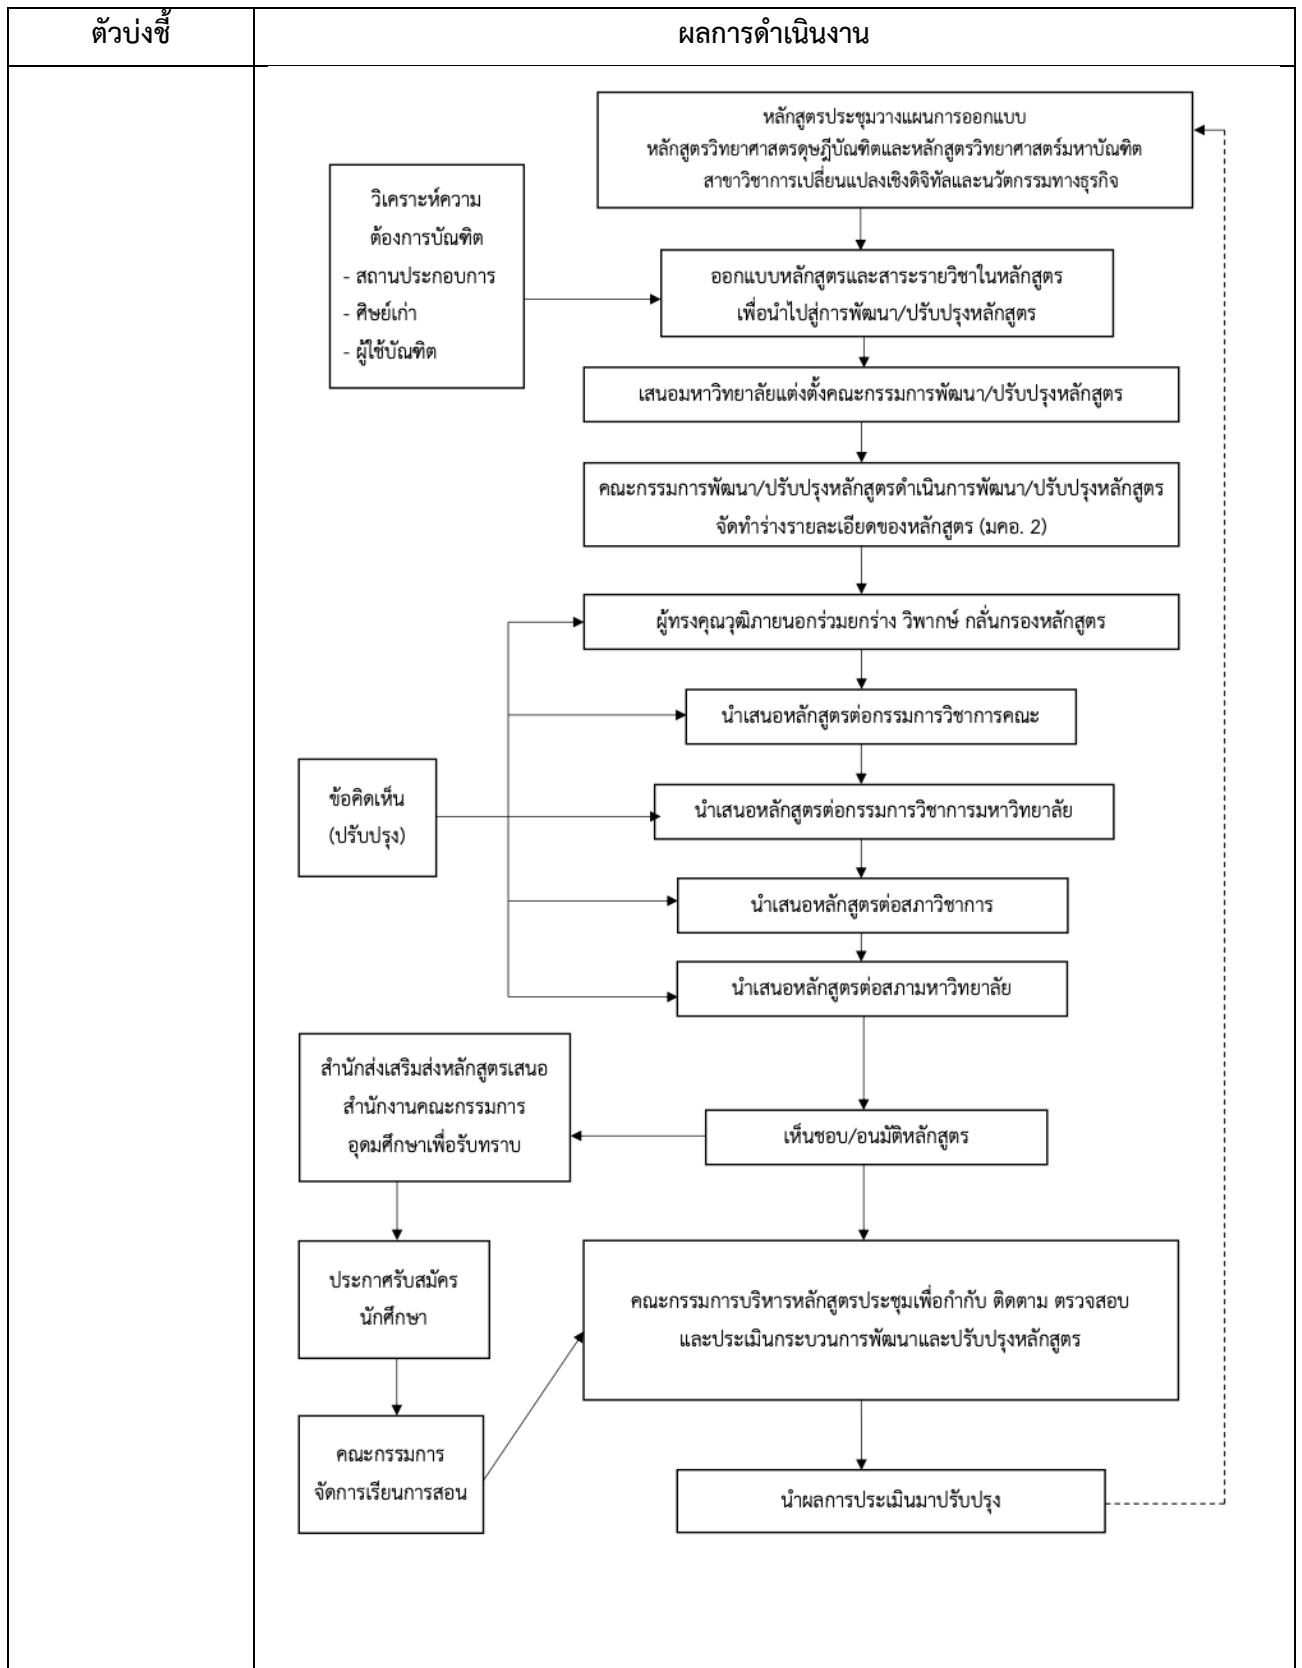 ตัวบ่งชี้
ผลการดำเนินงาน
หลักสูตรประชุมวางแผนการออกแบบ
หลักสูตรวิทยาศาสตรดุษฎีบัณฑิตและหลักสูตรวิทยาศาสตร์มหาบัณฑิต
สาขาวิชาการเปลี่ยนแปลงเชิงดิจิทัลและนวัตกรรมทางธุรกิจ
วิเคราะห์ความ
ต้องการบัณฑิต
- สถานประกอบการ
- ศิษย์เก่า
- ผู้ใช้บัณฑิต
ออกแบบหลักสูตรและสาระรายวิชาในหลักสูตร
เพื่อนำไปสู่การพัฒนา/ปรับปรุงหลักสูตร
เสนอมหาวิทยาลัยแต่งตั้งคณะกรรมการพัฒนา/ปรับปรุงหลักสูตร
คณะกรรมการพัฒนา/ปรับปรุงหลักสูตรดำเนินการพัฒนา/ปรับปรุงหลักสูตร
จัดทำร่างรายละเอียดของหลักสูตร (มคอ. 2)
ผู้ทรงคุณวุฒิภายนอกร่วมยกร่าง วิพากษ์ กลั่นกรองหลักสูตร
นำเสนอหลักสูตรต่อกรรมการวิชาการคณะ
ข้อคิดเห็น
(ปรับปรุง)
นำเสนอหลักสูตรต่อกรรมการวิชาการมหาวิทยาลัย
นำเสนอหลักสูตรต่อสภาวิชาการ
นำเสนอหลักสูตรต่อสภามหาวิทยาลัย
สำนักส่งเสริมส่งหลักสูตรเสนอ
สำนักงานคณะกรรมการ
อุดมศึกษาเพื่อรับทราบ
เห็นชอบ/อนุมัติหลักสูตร
ประกาศรับสมัคร
นักศึกษา
คณะกรรมการบริหารหลักสูตรประชุมเพื่อกำกับ ติดตาม ตรวจสอบ
และประเมินกระบวนการพัฒนาและปรับปรุงหลักสูตร
คณะกรรมการ
จัดการเรียนการสอน
นำผลการประเมินมาปรับปรุง